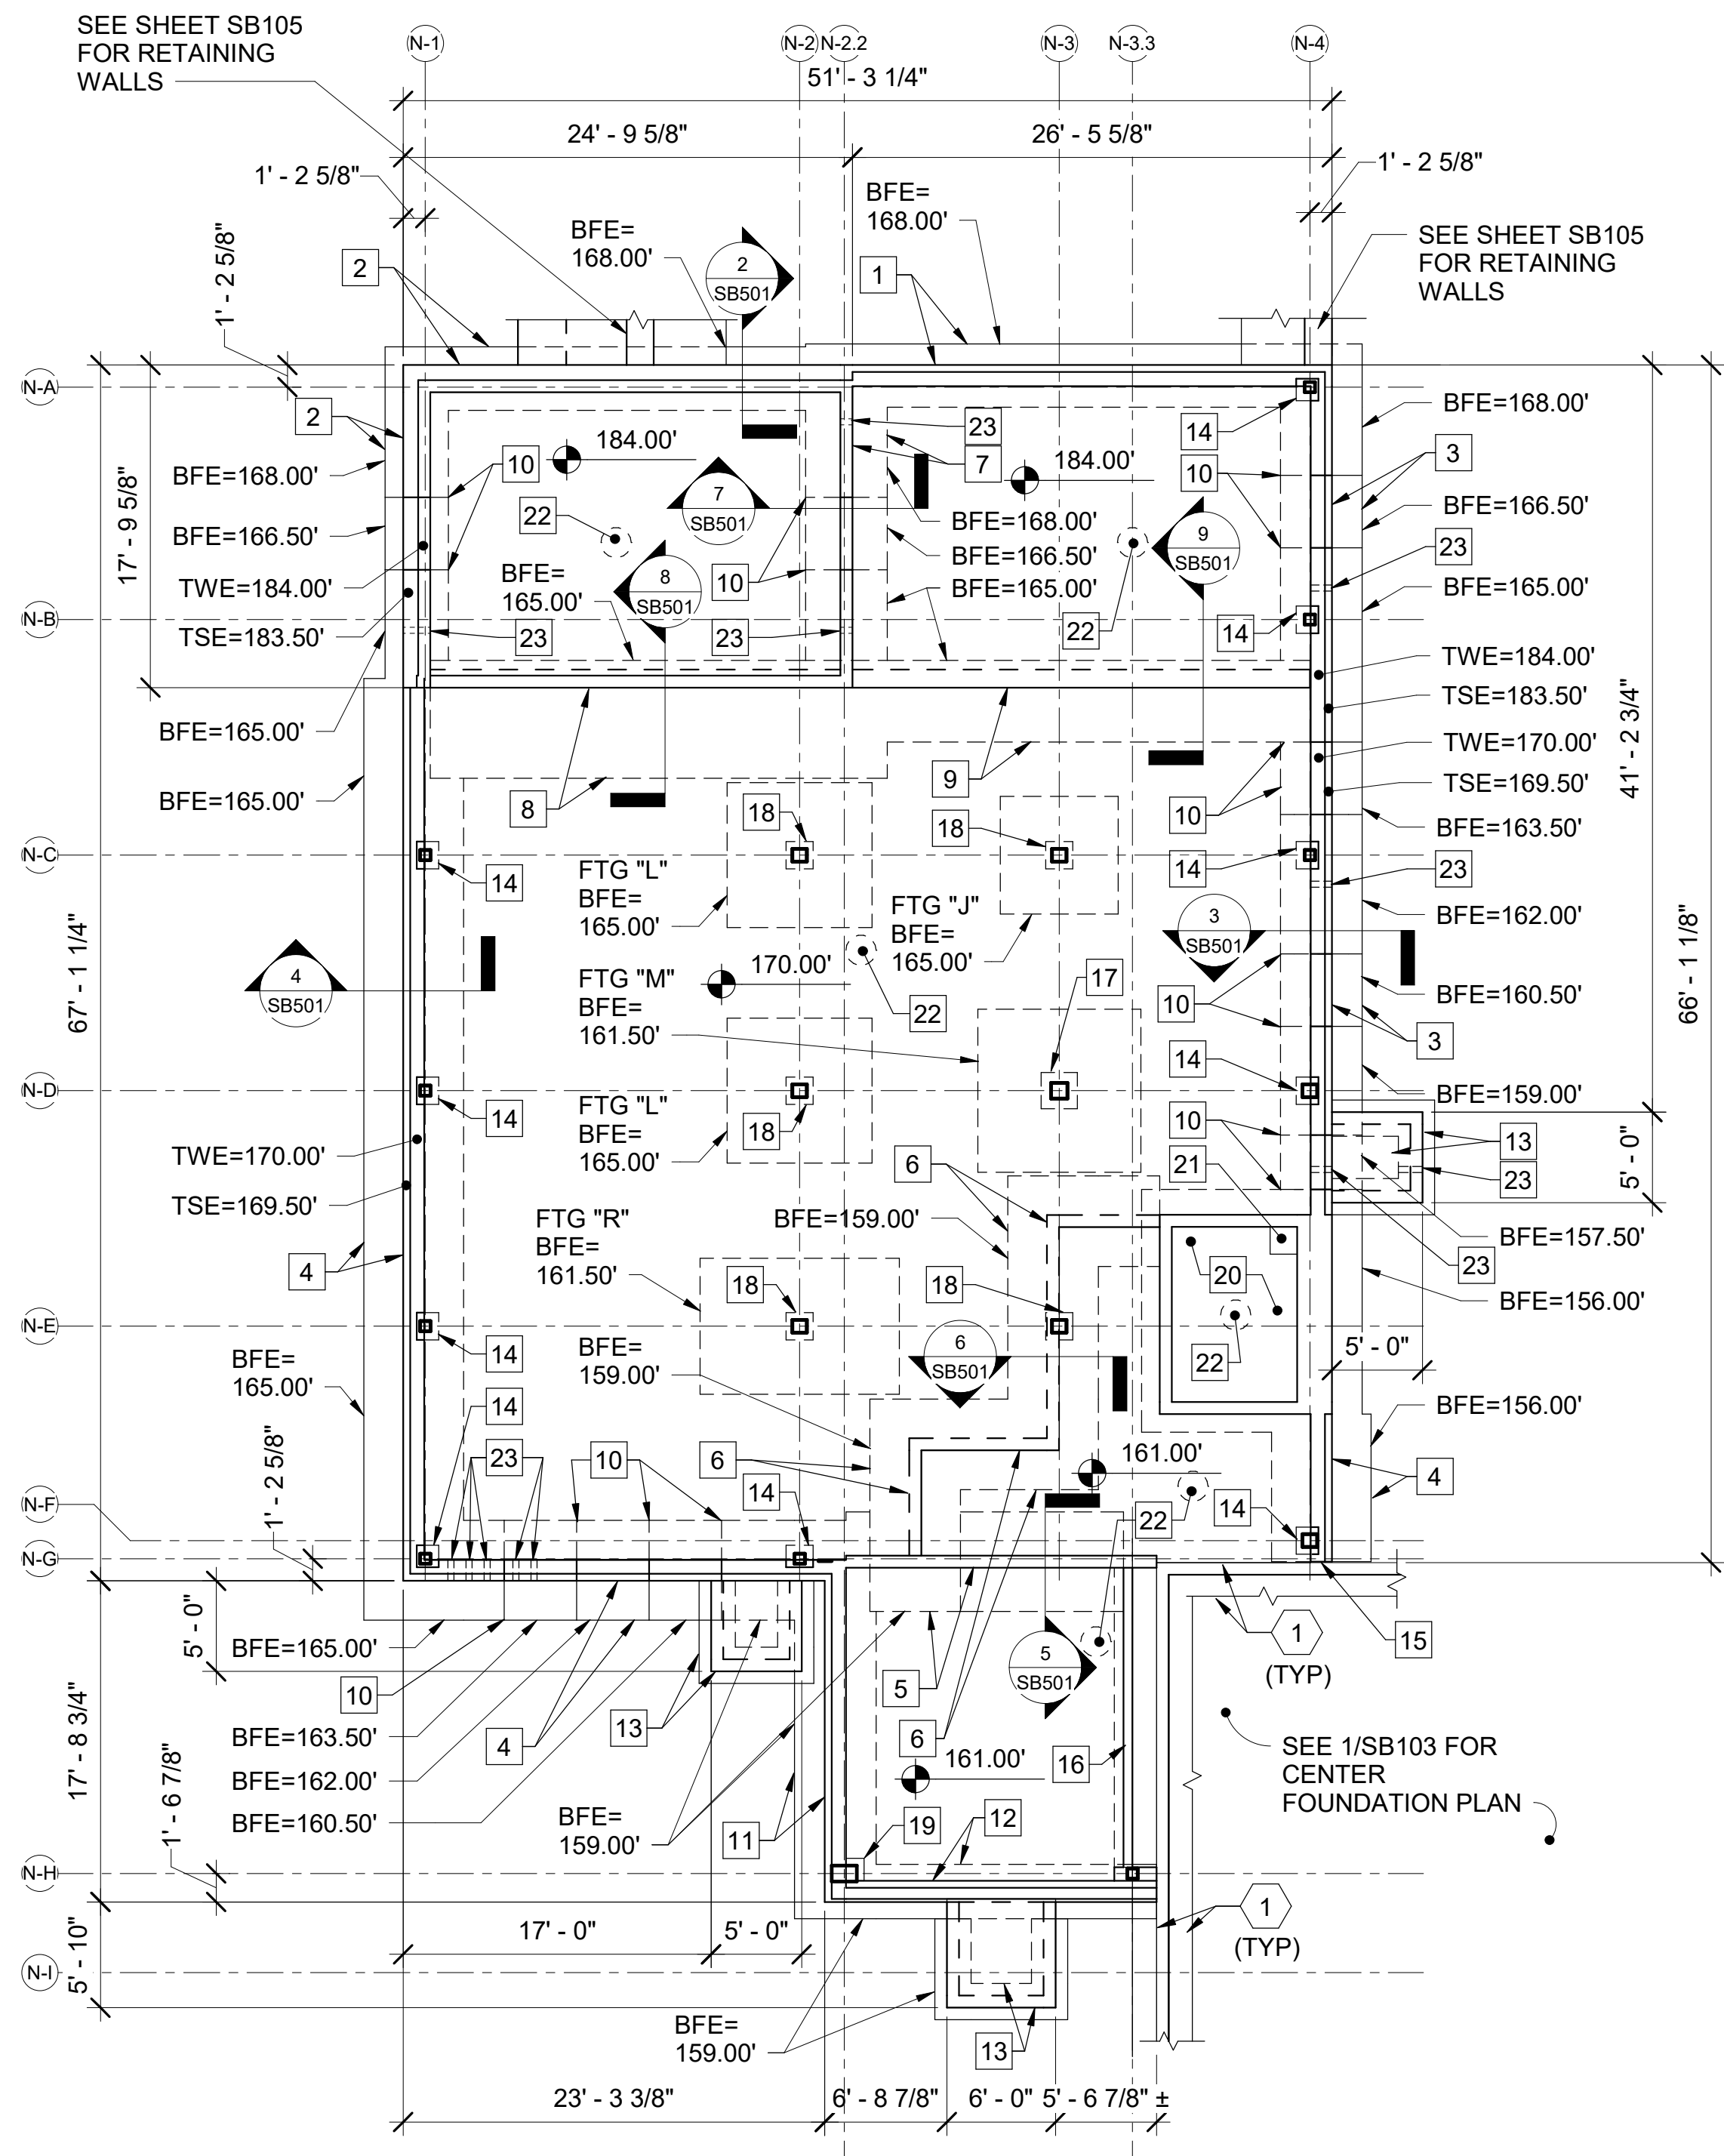 SEE SHEET SB105
FOR RETAINING
WALLS
N-1
N-2
N-2.2
N-3
N-3.3
N-4
51' - 3 1/4"
24' - 9 5/8"
26' - 5 5/8"
1' - 2 5/8"
1' - 2 5/8"
BFE=
168.00'
BFE=
168.00'
SEE SHEET SB105
FOR RETAINING
WALLS
2
2
SB501
1
1' - 2 5/8"
N-A
2
BFE=168.00'
10
184.00'
23
7
14
184.00'
10
BFE=168.00'
3
17' - 9 5/8"
BFE=166.50'
22
7
SB501
BFE=168.00'
9
SB501
BFE=166.50'
23
TWE=184.00'
BFE=
165.00'
8
SB501
10
BFE=166.50'
BFE=165.00'
BFE=165.00'
N-B
TSE=183.50'
23
23
22
14
TWE=184.00'
TSE=183.50'
BFE=165.00'
TWE=170.00'
41' - 2 3/4"
BFE=165.00'
8
9
10
TSE=169.50'
18
18
BFE=163.50'
N-C
14
FTG "L"
BFE=
165.00'
14
23
FTG "J"
BFE=
165.00'
3
SB501
BFE=162.00'
67' - 1 1/4"
66' - 1 1/8"
4
SB501
170.00'
FTG "M"
BFE=
161.50'
22
17
10
BFE=160.50'
3
14
N-D
14
FTG "L"
BFE=
165.00'
18
BFE=159.00'
10
13
TWE=170.00'
6
21
23
5' - 0"
TSE=169.50'
FTG "R"
BFE=
161.50'
BFE=159.00'
BFE=157.50'
23
4
18
18
20
BFE=156.00'
N-E
14
BFE=
159.00'
6
SB501
22
5' - 0"
BFE=
165.00'
14
BFE=156.00'
1' - 2 5/8"
23
10
6
161.00'
4
N-F
14
22
14
N-G
5' - 0"
BFE=165.00'
1
(TYP)
15
10
5
5
SB501
13
BFE=163.50'
4
6
16
SEE 1/SB103 FOR
CENTER
FOUNDATION PLAN
17' - 8 3/4"
BFE=162.00'
161.00'
BFE=160.50'
BFE=
159.00'
11
19
12
1' - 6 7/8"
N-H
1
(TYP)
17' - 0"
5' - 0"
N-I
5' - 10"
BFE=
159.00'
13
23' - 3 3/8"
6' - 8 7/8"
6' - 0"
5' - 6 7/8" ±